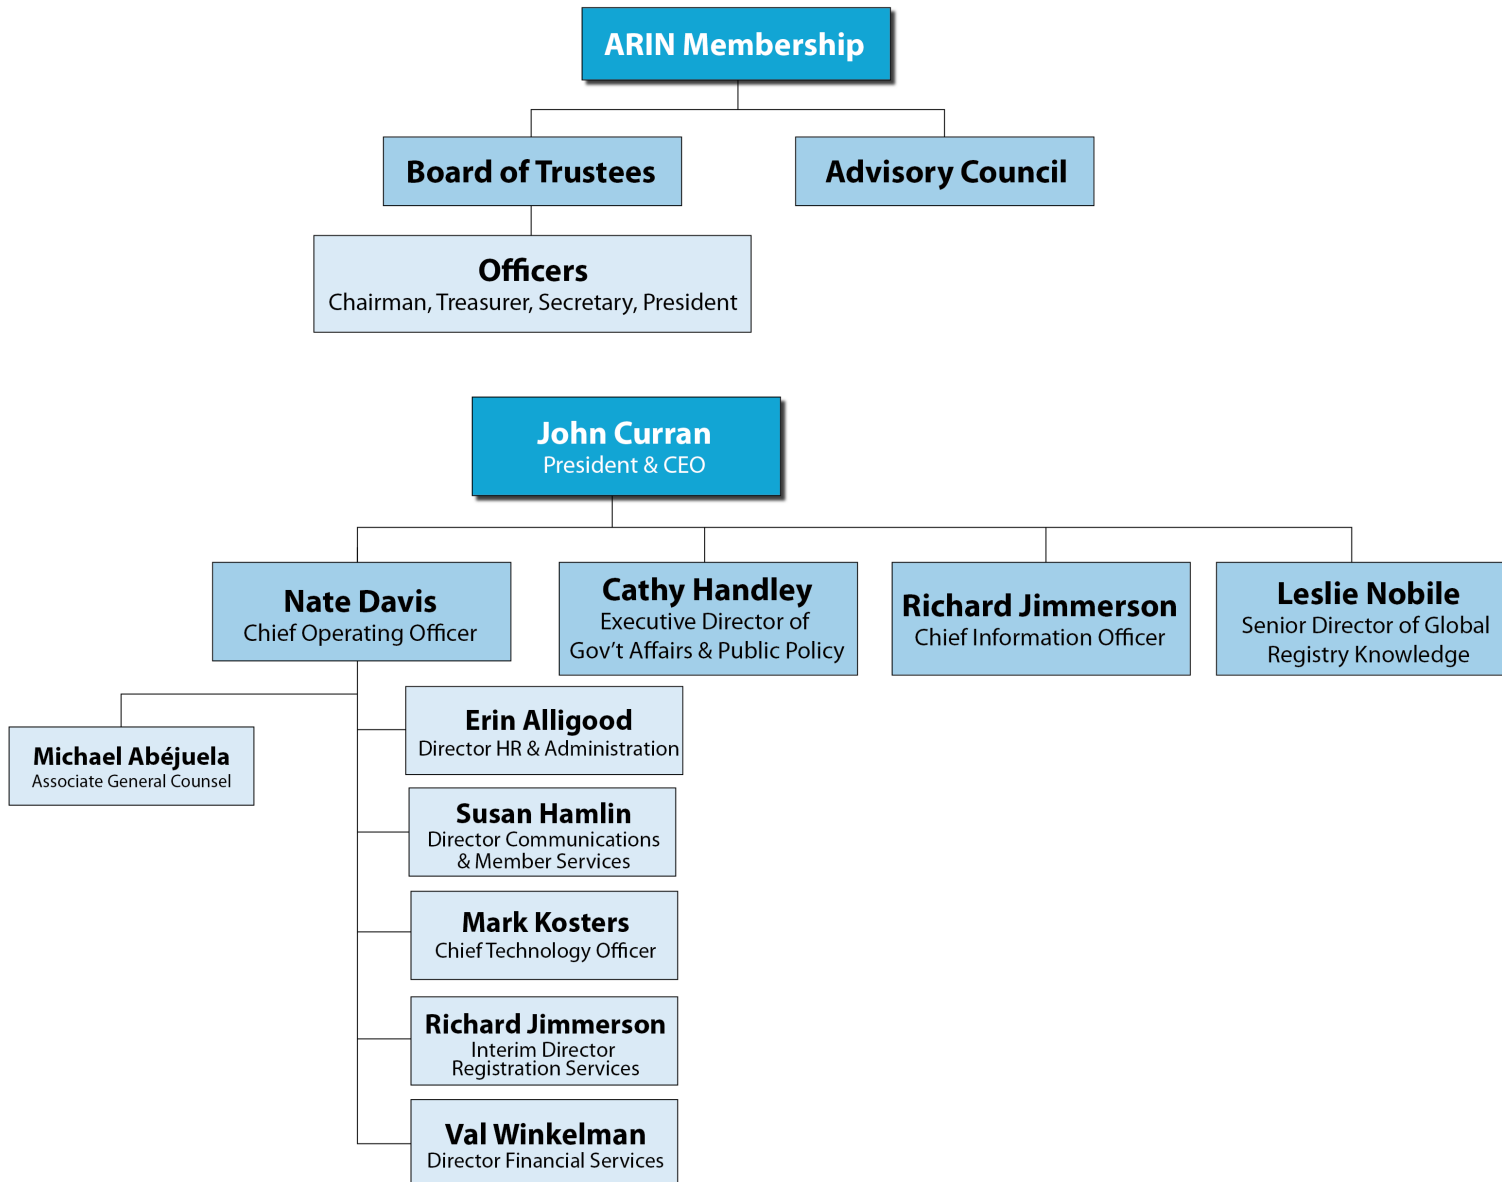 ARIN Membership
Board of Trustees
Advisory Council
Officers
Chairman, Treasurer, Secretary, President
John Curran
President & CEO
Nate Davis
Chief Operating Officer
Cathy Handley
Executive Director of
Gov't Affairs & Public Policy
Richard Jimmerson
Chief Information Officer
Leslie Nobile
Senior Director of Global
Registry Knowledge
Michael Abéjuela
Associate General Counsel
Erin Alligood
Director HR & Administration
Susan Hamlin
Director Communications
& Member Services
Mark Kosters
Chief Technology Officer
Richard Jimmerson
Interim Director
Registration Services
Val Winkelman
Director Financial Services